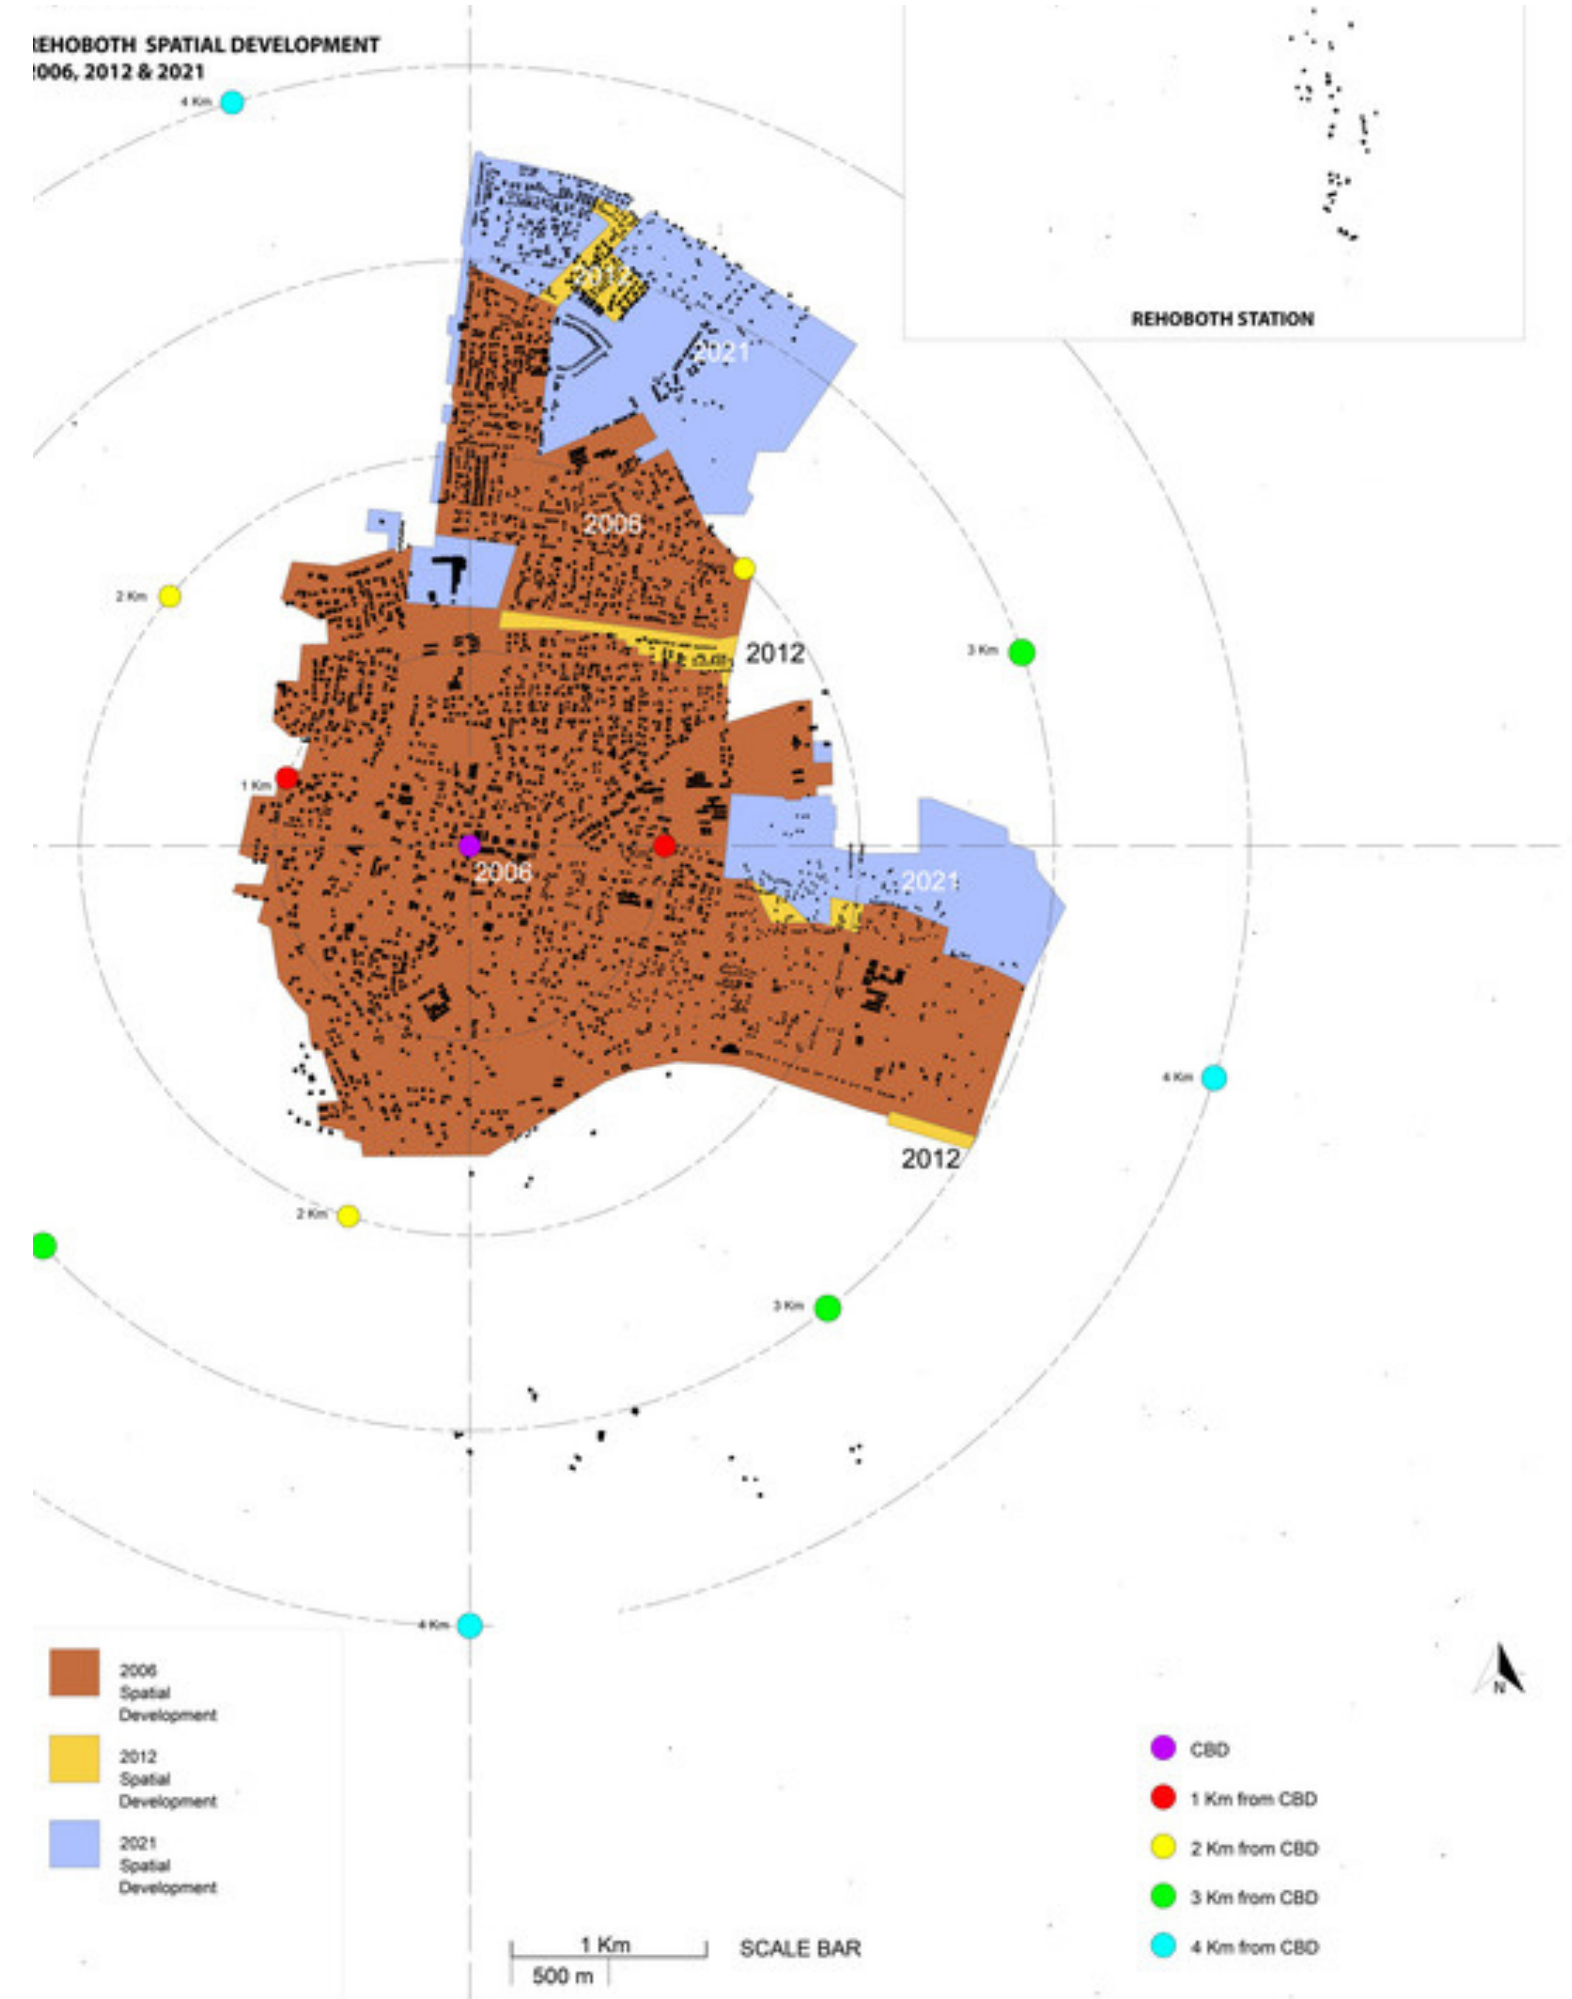 REHOBOTH SPATIAL DEVELOPMENT
2006, 2012 & 2021
4 Km
REHOBOTH STATION
2012
2021
2006
2 Km
2012
3 Km
1 Km
2006
2021
4 Km
2012
2 Km
3 Km
4 Km
2006
Spatial
Development
2012
Spatial
Development
2021
Spatial
Development
N
CBD
1 Km from CBD
2 Km from CBD
3 Km from CBD
4 Km from CBD
1 Km
500 m
SCALE BAR